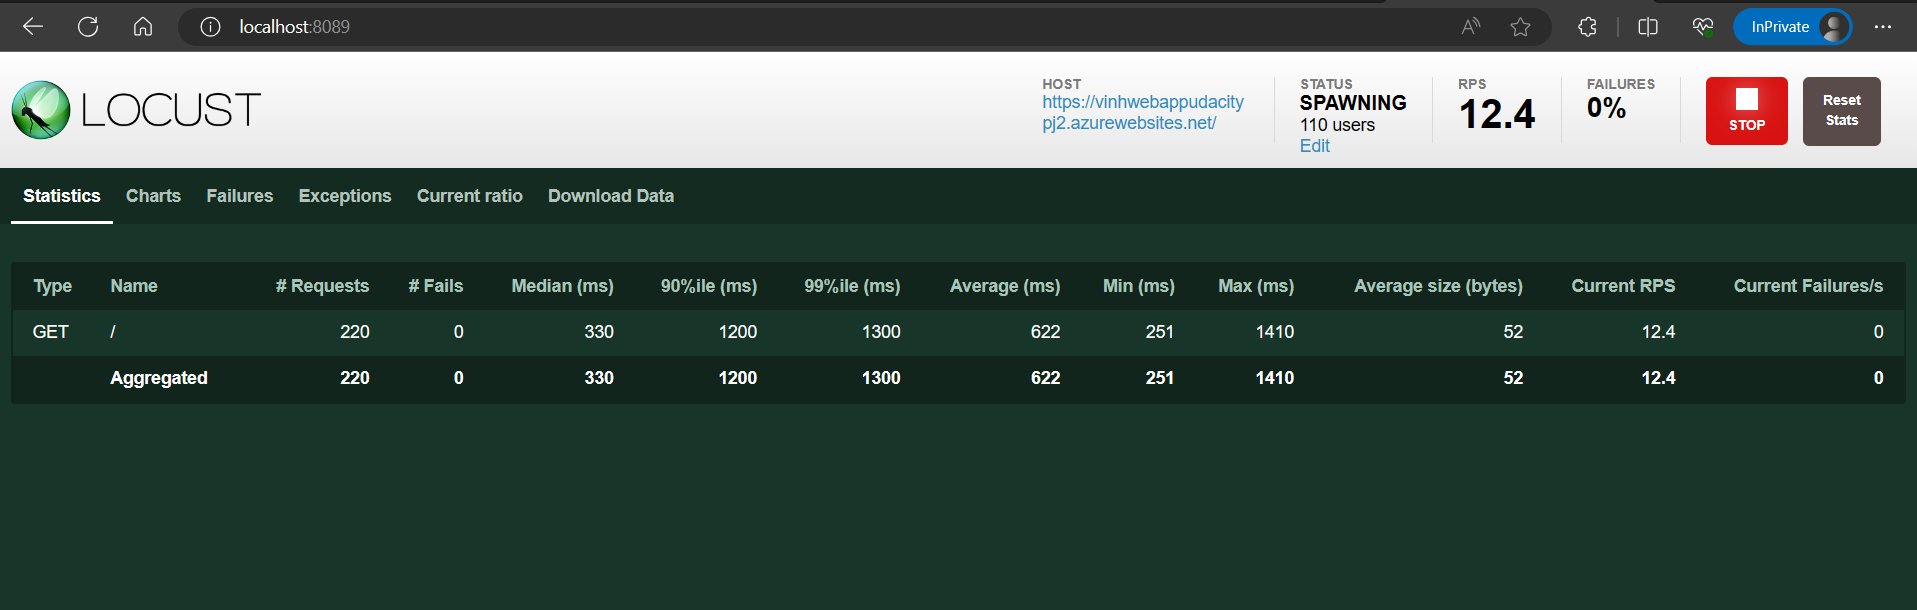 localhost:8089
InPrivate
LOCUST
HOST
https://vinhwebappudacity
pj2.azurewebsites.net/
STATUS
SPAWNING
110 users
Edit
RPS
12.4
FAILURES
0%
STOP
Reset
Stats
Statistics Charts Failures Exceptions Current ratio Download Data
Type Name # Requests # Fails Median (ms) 90%ile (ms) 99%ile (ms) Average (ms) Min (ms) Max (ms) Average size (bytes) Current RPS Current Failures/s
GET / 220 0 330 1200 1300 622 251 1410 52 12.4 0
Aggregated 220 0 330 1200 1300 622 251 1410 52 12.4 0